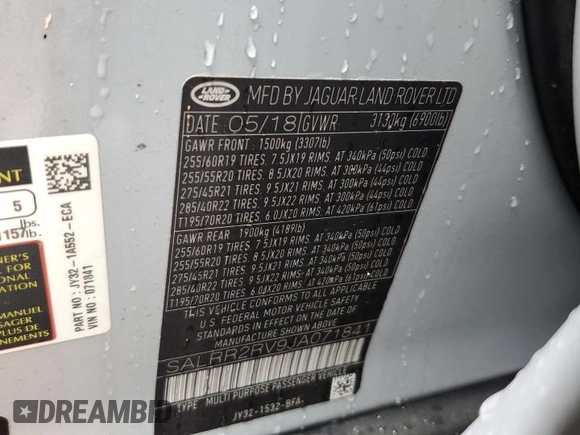 LAND ROVER
MFD BY JAGUAR LAND ROVER LTD
DATE 05/18 GVWR 3130kg (6900lb)
GAWR FRONT 1500kg (3307lb)
255/60R19 TIRES. 7.5JX19 RIMS. AT 340kPa (50psi) COLD
255/55R20 TIRES. 8.5JX20 RIMS. AT 300kPa (44psi) COLD
275/45R21 TIRES. 9.5JX21 RIMS. AT 300kPa (44psi) COLD
285/40R22 TIRES. 9.5JX22 RIMS. AT 300kPa (44psi) COLD
T195/70R20 TIRES. 6.0JX20 RIMS. AT 420kPa (61psi) COLD
GAWR REAR 1900kg (4189lb)
255/60R19 TIRES. 7.5JX19 RIMS. AT 340kPa (50psi) COLD
255/55R20 TIRES. 8.5JX20 RIMS. AT 340kPa (50psi) COLD
275/45R21 TIRES. 9.5JX21 RIMS. AT 340kPa (50psi) COLD
285/40R22 TIRES. 9.5JX22 RIMS. AT 340kPa (50psi) COLD
T195/70R20 TIRES. 6.0JX20 RIMS. AT 420kPa (61psi) COLD
THIS VEHICLE CONFORMS TO ALL APPLICABLE
U.S FEDERAL MOTOR VEHICLE SAFETY
STANDARDS IN EFFECT ON THE DATE OF
MANUFACTURE SHOWN ABOVE.
SALRR2RV9JA071841
TYPE MULTI PURPOSE PASSENGER VEHICLE
JY32-1532-BFA
5
lbs.
1157lb.
PART NO: JY32-1A552-ECA
VIN NO: 071841
MANUEL
DREAMBID